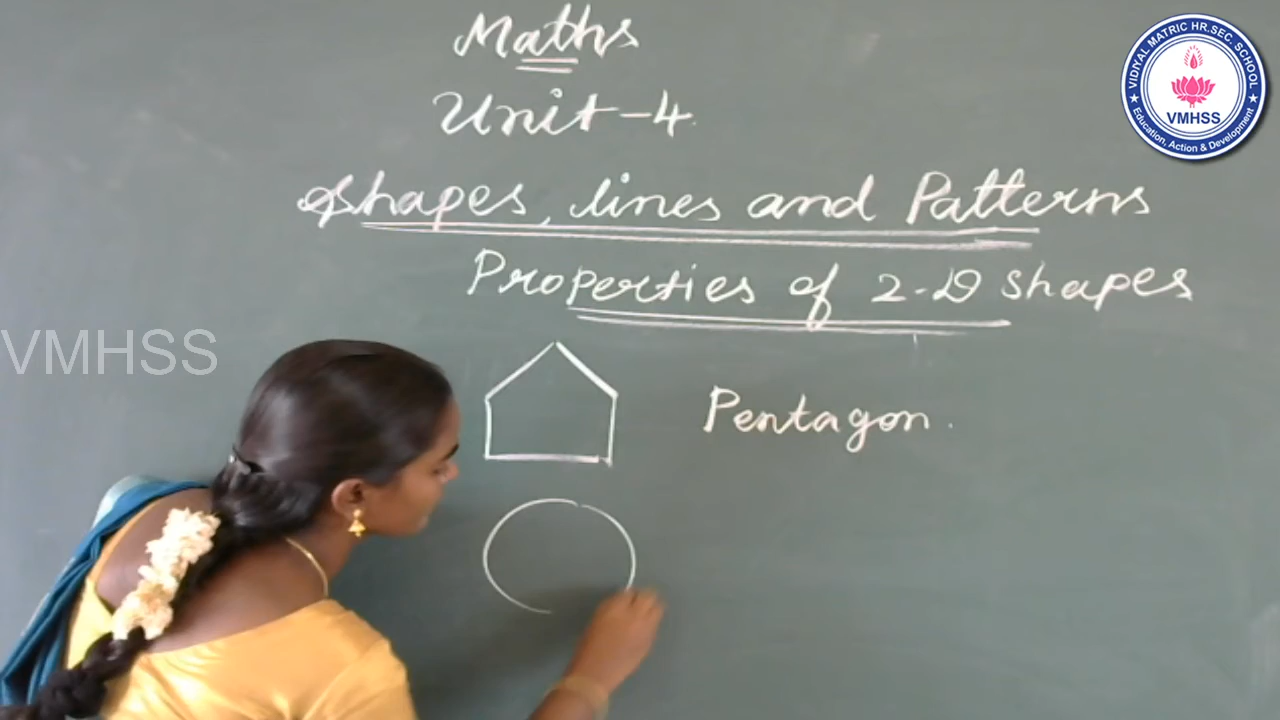 Maths
Unit-4.
Shapes, lines and Patterns
Properties of 2-D shapes
Pentagon.
VMHSS
VIDIYAL MATRIC HR.SEC. SCHOOL
VMHSS
★ Education, Action & Development ★